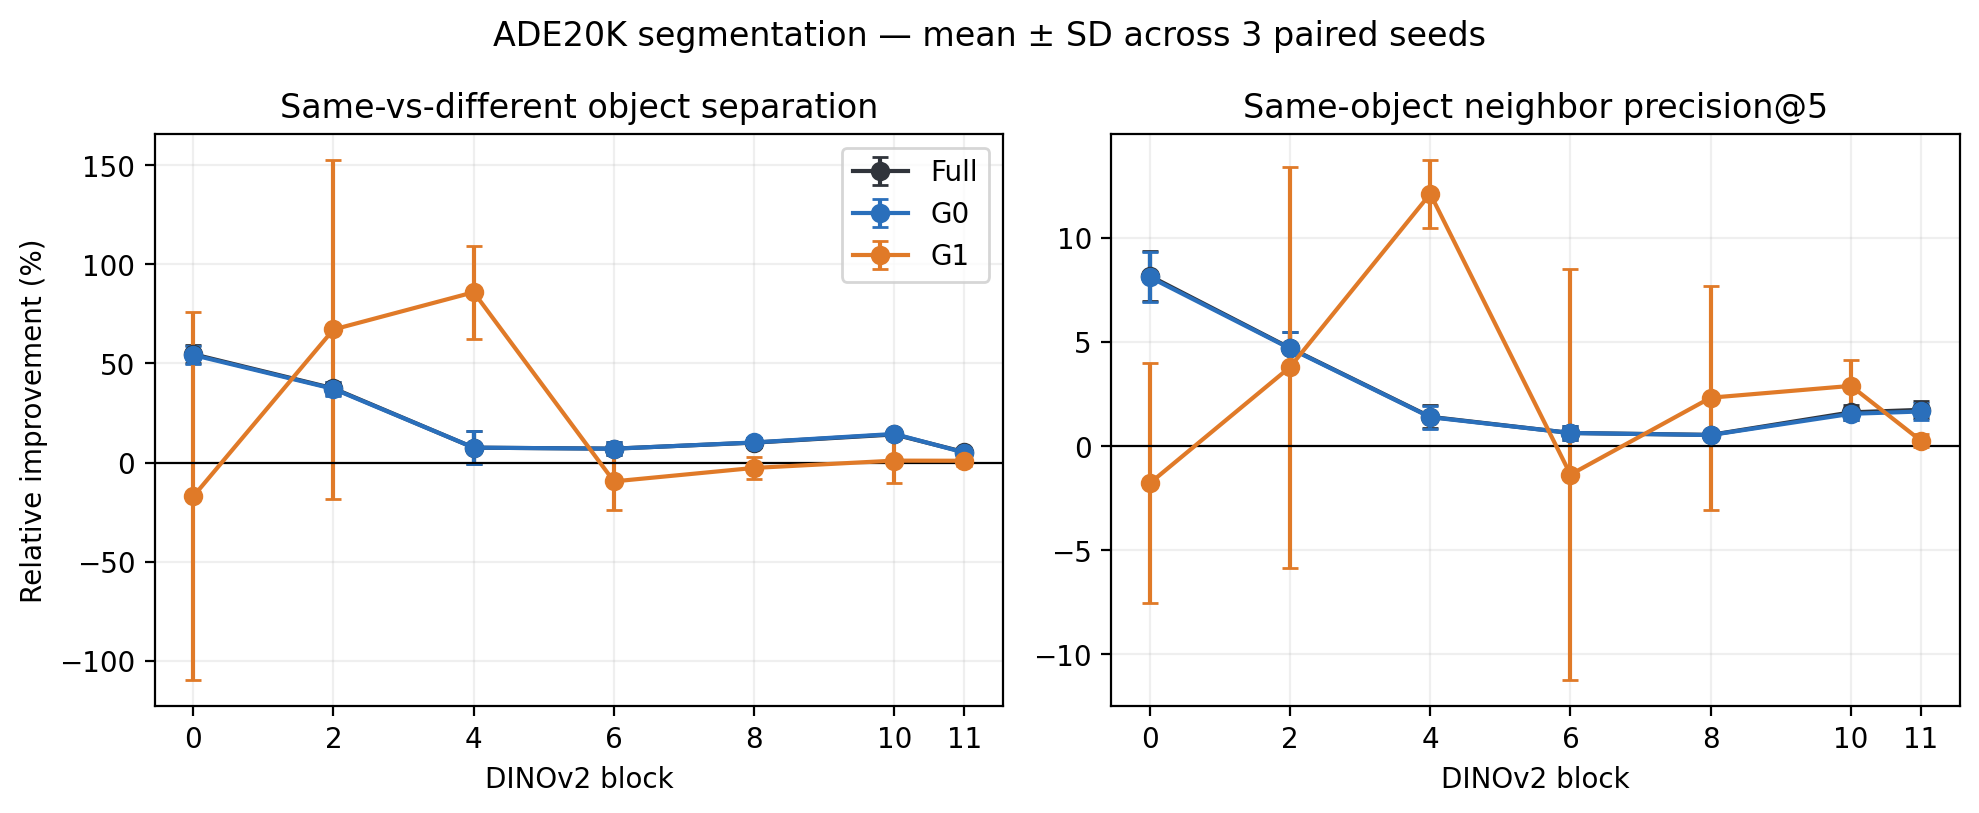 ADE20K segmentation — mean ± SD across 3 paired seeds
Same-vs-different object separation
Relative improvement (%)
150
100
50
0
−50
−100
Full
G0
G1
0 2 4 6 8 10 11
DINOv2 block
Same-object neighbor precision@5
10
5
0
−5
−10
0 2 4 6 8 10 11
DINOv2 block